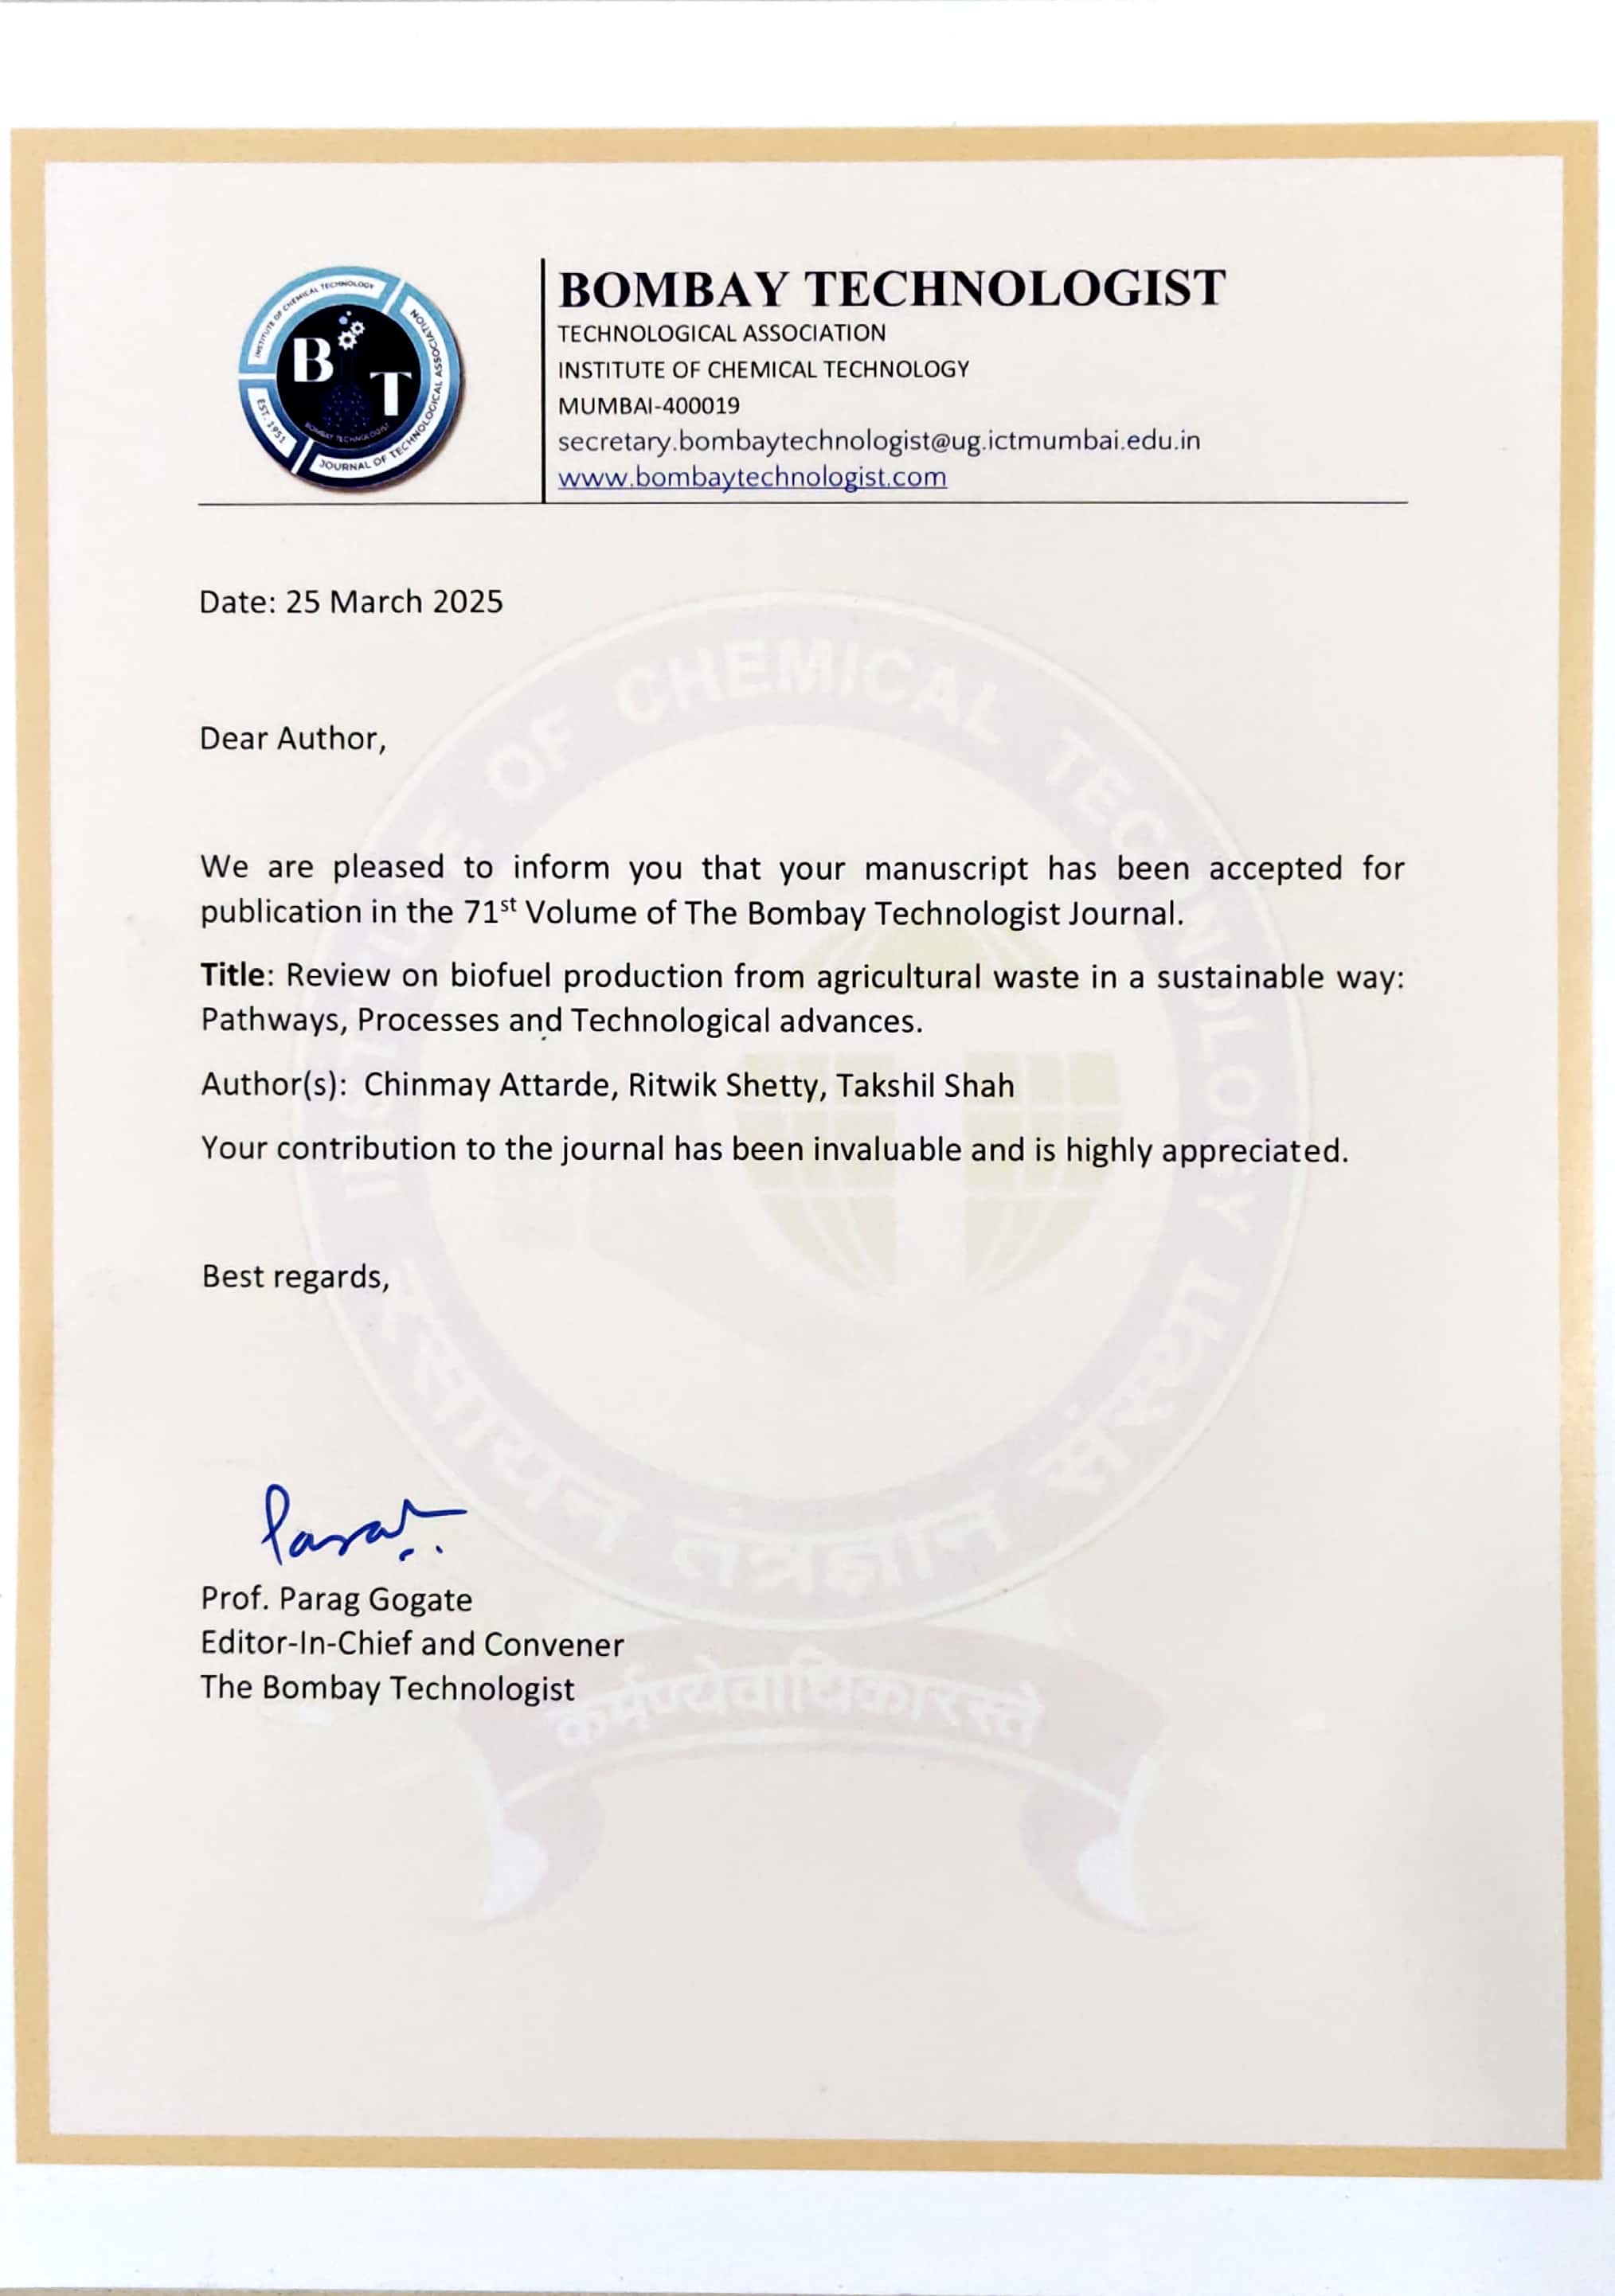 INSTITUTE OF CHEMICAL TECHNOLOGY
EST. 1951
JOURNAL OF TECHNOLOGICAL ASSOCIATION
B T
BOMBAY TECHNOLOGIST
BOMBAY TECHNOLOGIST
TECHNOLOGICAL ASSOCIATION
INSTITUTE OF CHEMICAL TECHNOLOGY
MUMBAI-400019
secretary.bombaytechnologist@ug.ictmumbai.edu.in
www.bombaytechnologist.com
Date: 25 March 2025
Dear Author,
We are pleased to inform you that your manuscript has been accepted for
publication in the 71st Volume of The Bombay Technologist Journal.
Title: Review on biofuel production from agricultural waste in a sustainable way:
Pathways, Processes and Technological advances.
Author(s): Chinmay Attarde, Ritwik Shetty, Takshil Shah
Your contribution to the journal has been invaluable and is highly appreciated.
Best regards,
Parag
Prof. Parag Gogate
Editor-In-Chief and Convener
The Bombay Technologist
INSTITUTE OF CHEMICAL TECHNOLOGY
रसायन तंत्रज्ञान संस्था
कर्मण्येवाधिकारस्ते